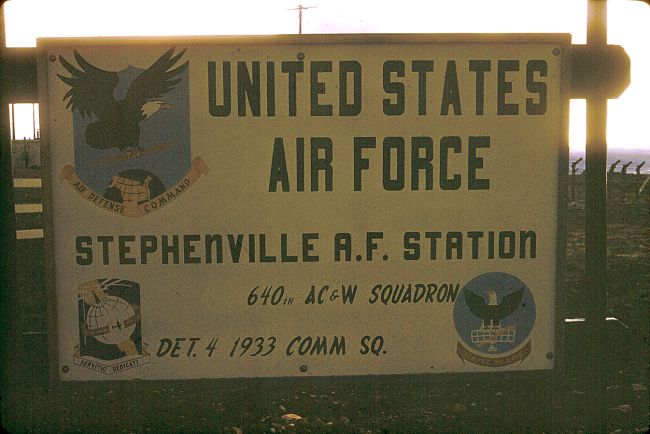 UNITED STATES
AIR FORCE
AIR DEFENSE COMMAND
STEPHENVILLE A.F. STATION
640TH AC&W SQUADRON
SERVITIO DEDICATI
DET. 4 1933 COMM SQ.